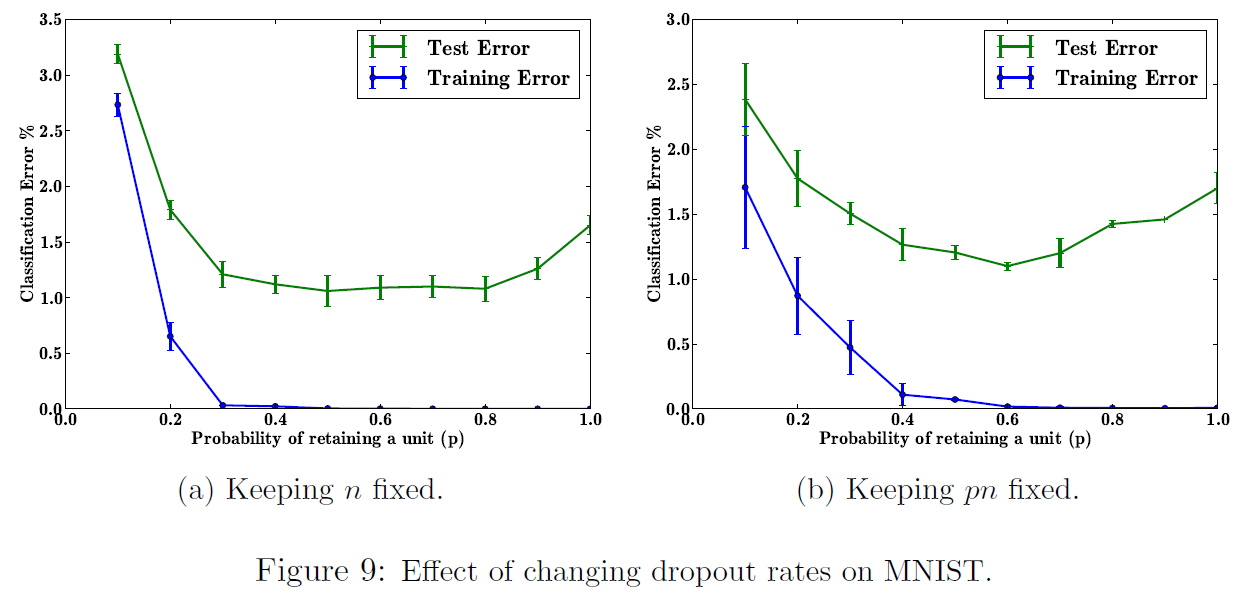 3.5
3.0
2.5
2.0
1.5
1.0
0.5
0.0
Classification Error %
Test Error
Training Error
0.0 0.2 0.4 0.6 0.8 1.0
Probability of retaining a unit (p)
(a) Keeping n fixed.
3.0
2.5
2.0
1.5
1.0
0.5
0.0
Classification Error %
Test Error
Training Error
0.0 0.2 0.4 0.6 0.8 1.0
Probability of retaining a unit (p)
(b) Keeping pn fixed.
Figure 9: Effect of changing dropout rates on MNIST.